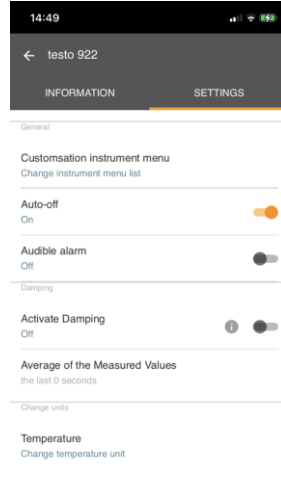 14:49
testo 922
INFORMATION SETTINGS
General
Customsation instrument menu
Change instrument menu list
Auto-off
On
Audible alarm
Off
Damping
Activate Damping
Off
Average of the Measured Values
the last 0 seconds
Change units
Temperature
Change temperature unit